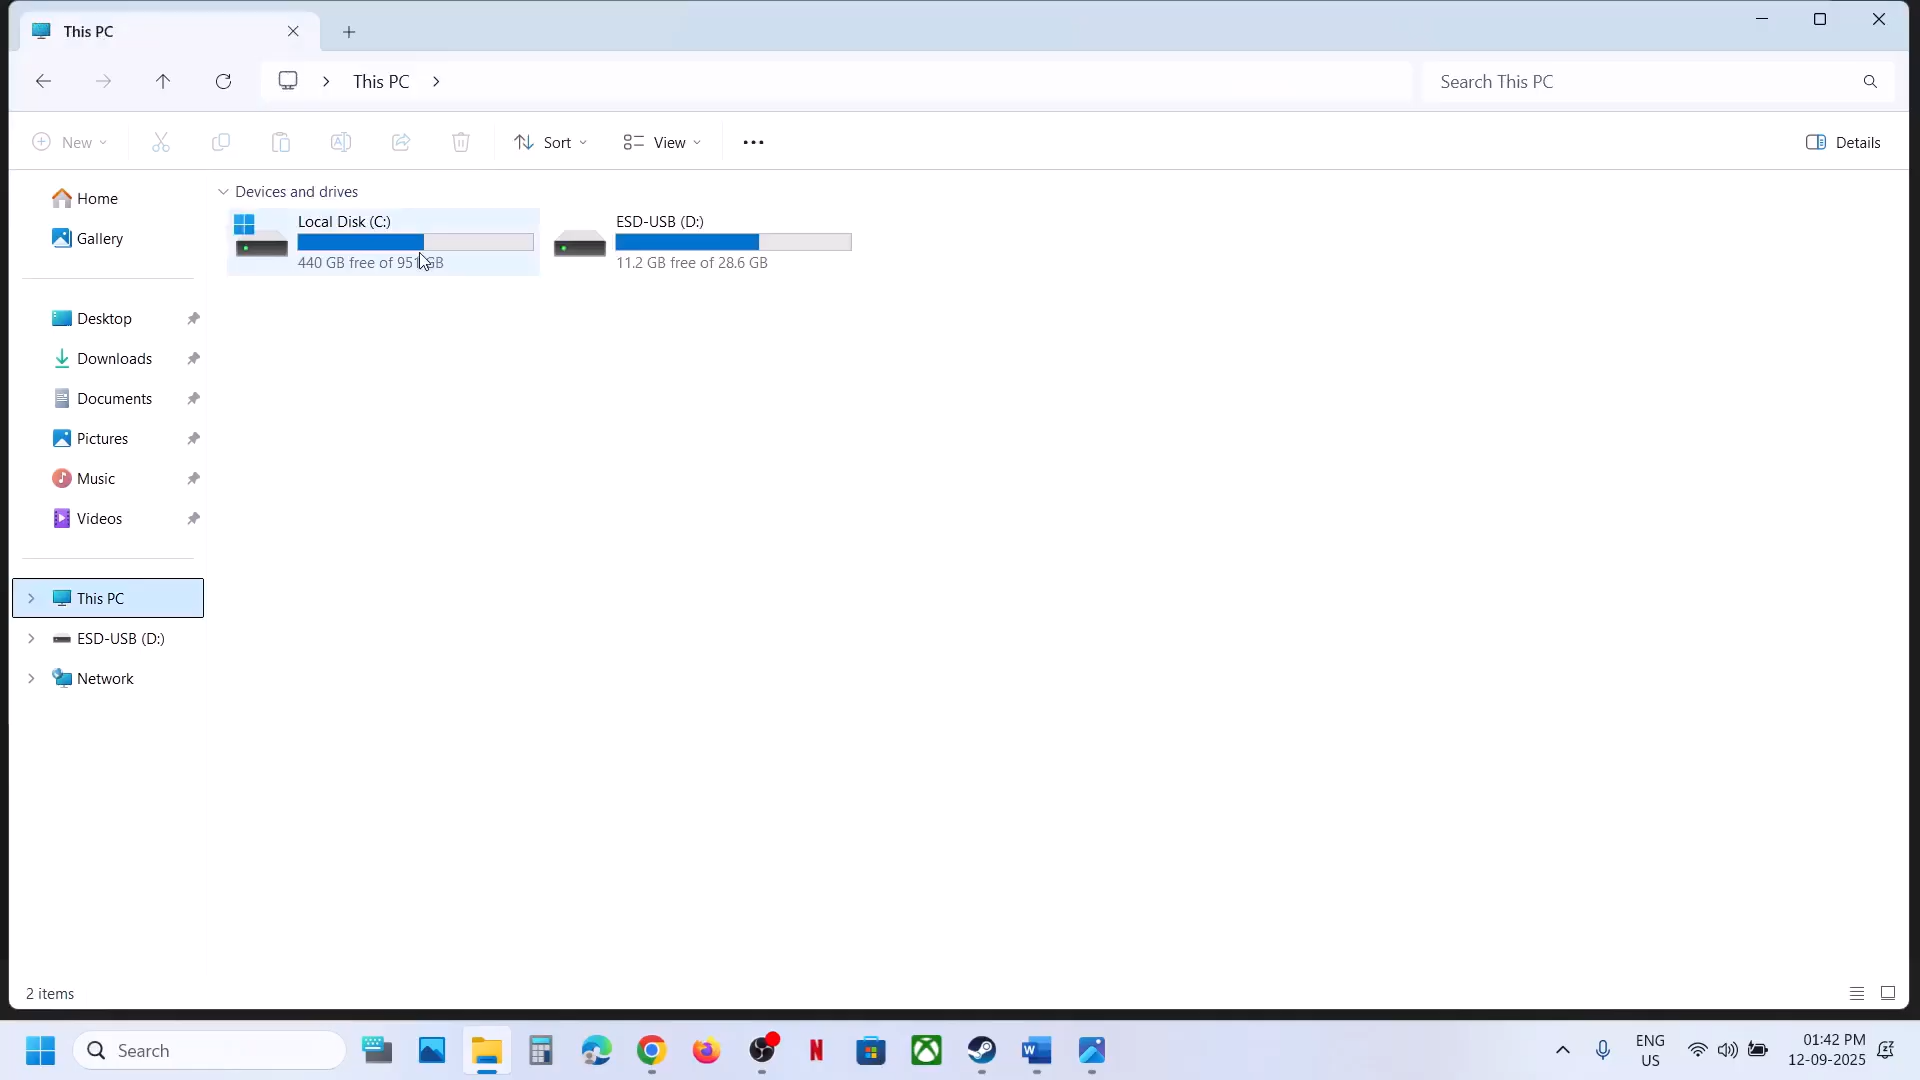 This PC
This PC
Search This PC
New
Sort
View
Details
Home
Gallery
Desktop
Downloads
Documents
Pictures
Music
Videos
This PC
ESD-USB (D:)
Network
Devices and drives
Local Disk (C:)
440 GB free of 951 GB
ESD-USB (D:)
11.2 GB free of 28.6 GB
2 items
Search
ENG
US
01:42 PM
12-09-2025